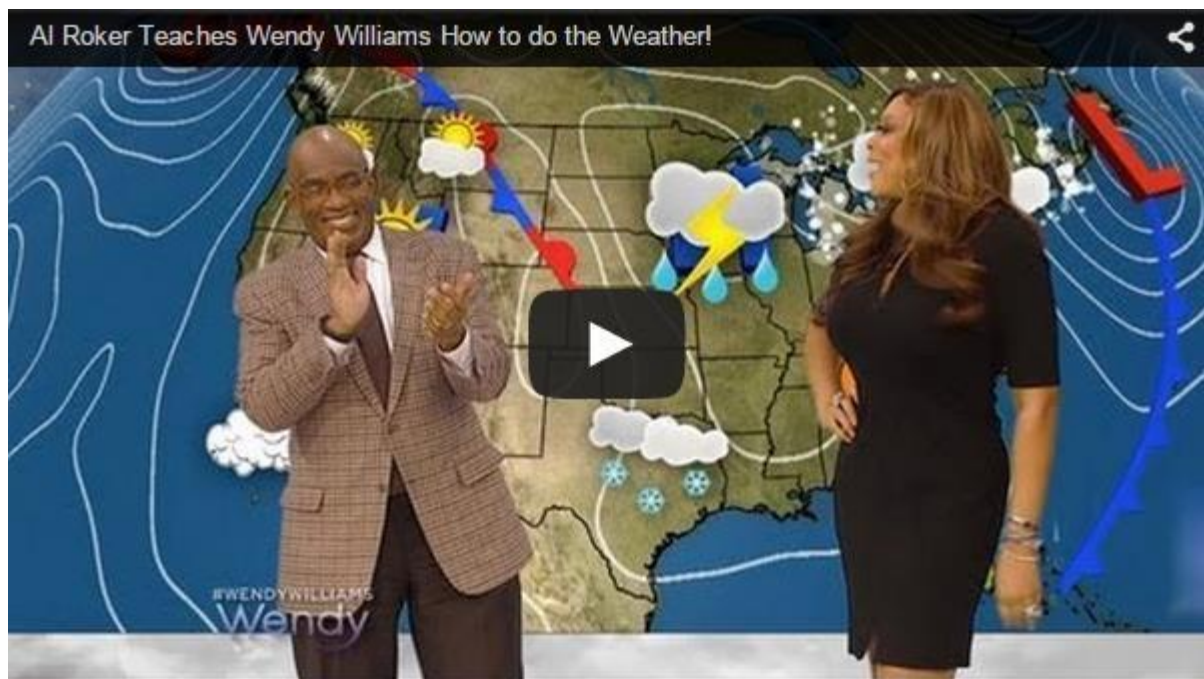 Al Roker Teaches Wendy Williams How to do the Weather!
L
#WENDYWILLIAMS
Wendy